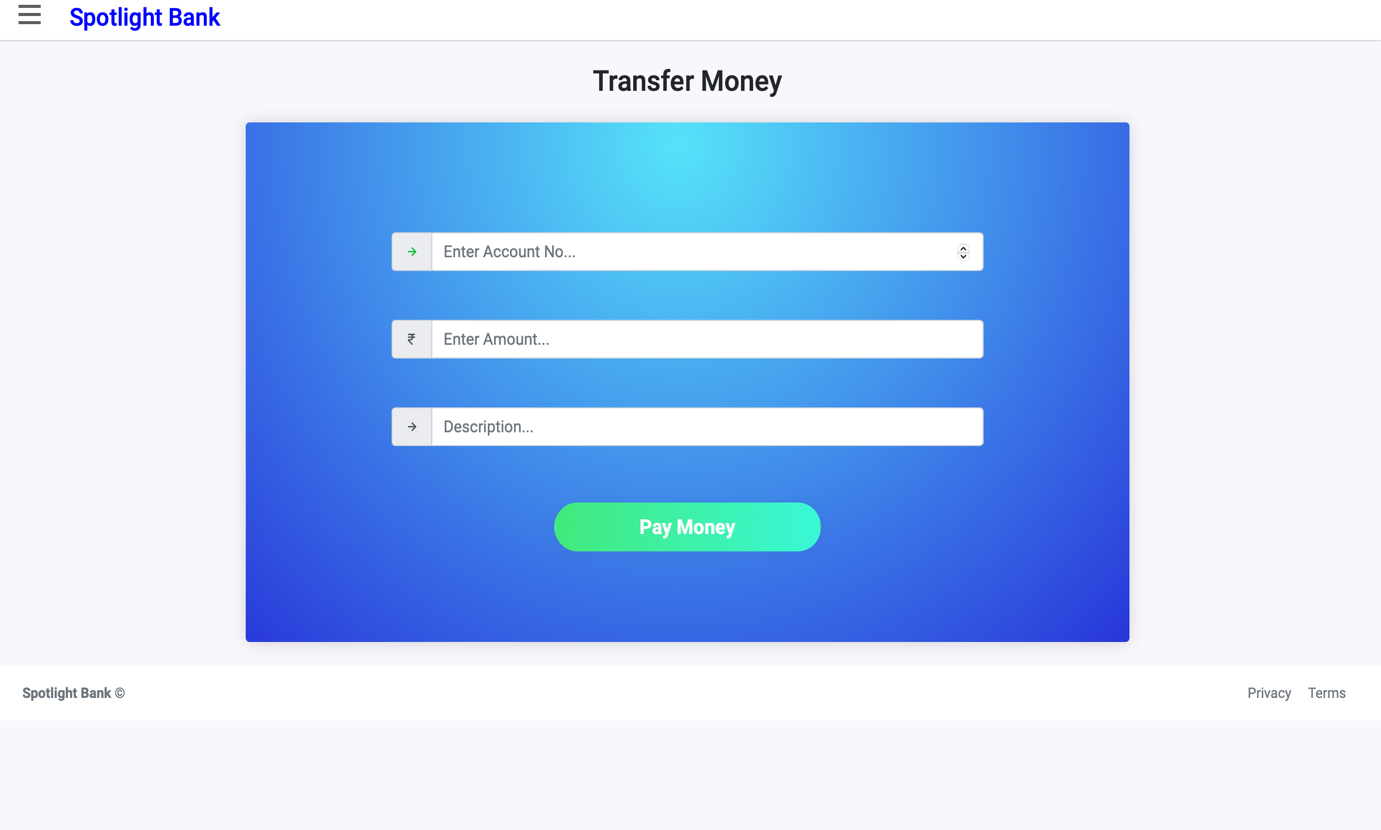 Spotlight Bank
Transfer Money
Enter Account No...
₹ Enter Amount...
Description...
Pay Money
Spotlight Bank © Privacy Terms